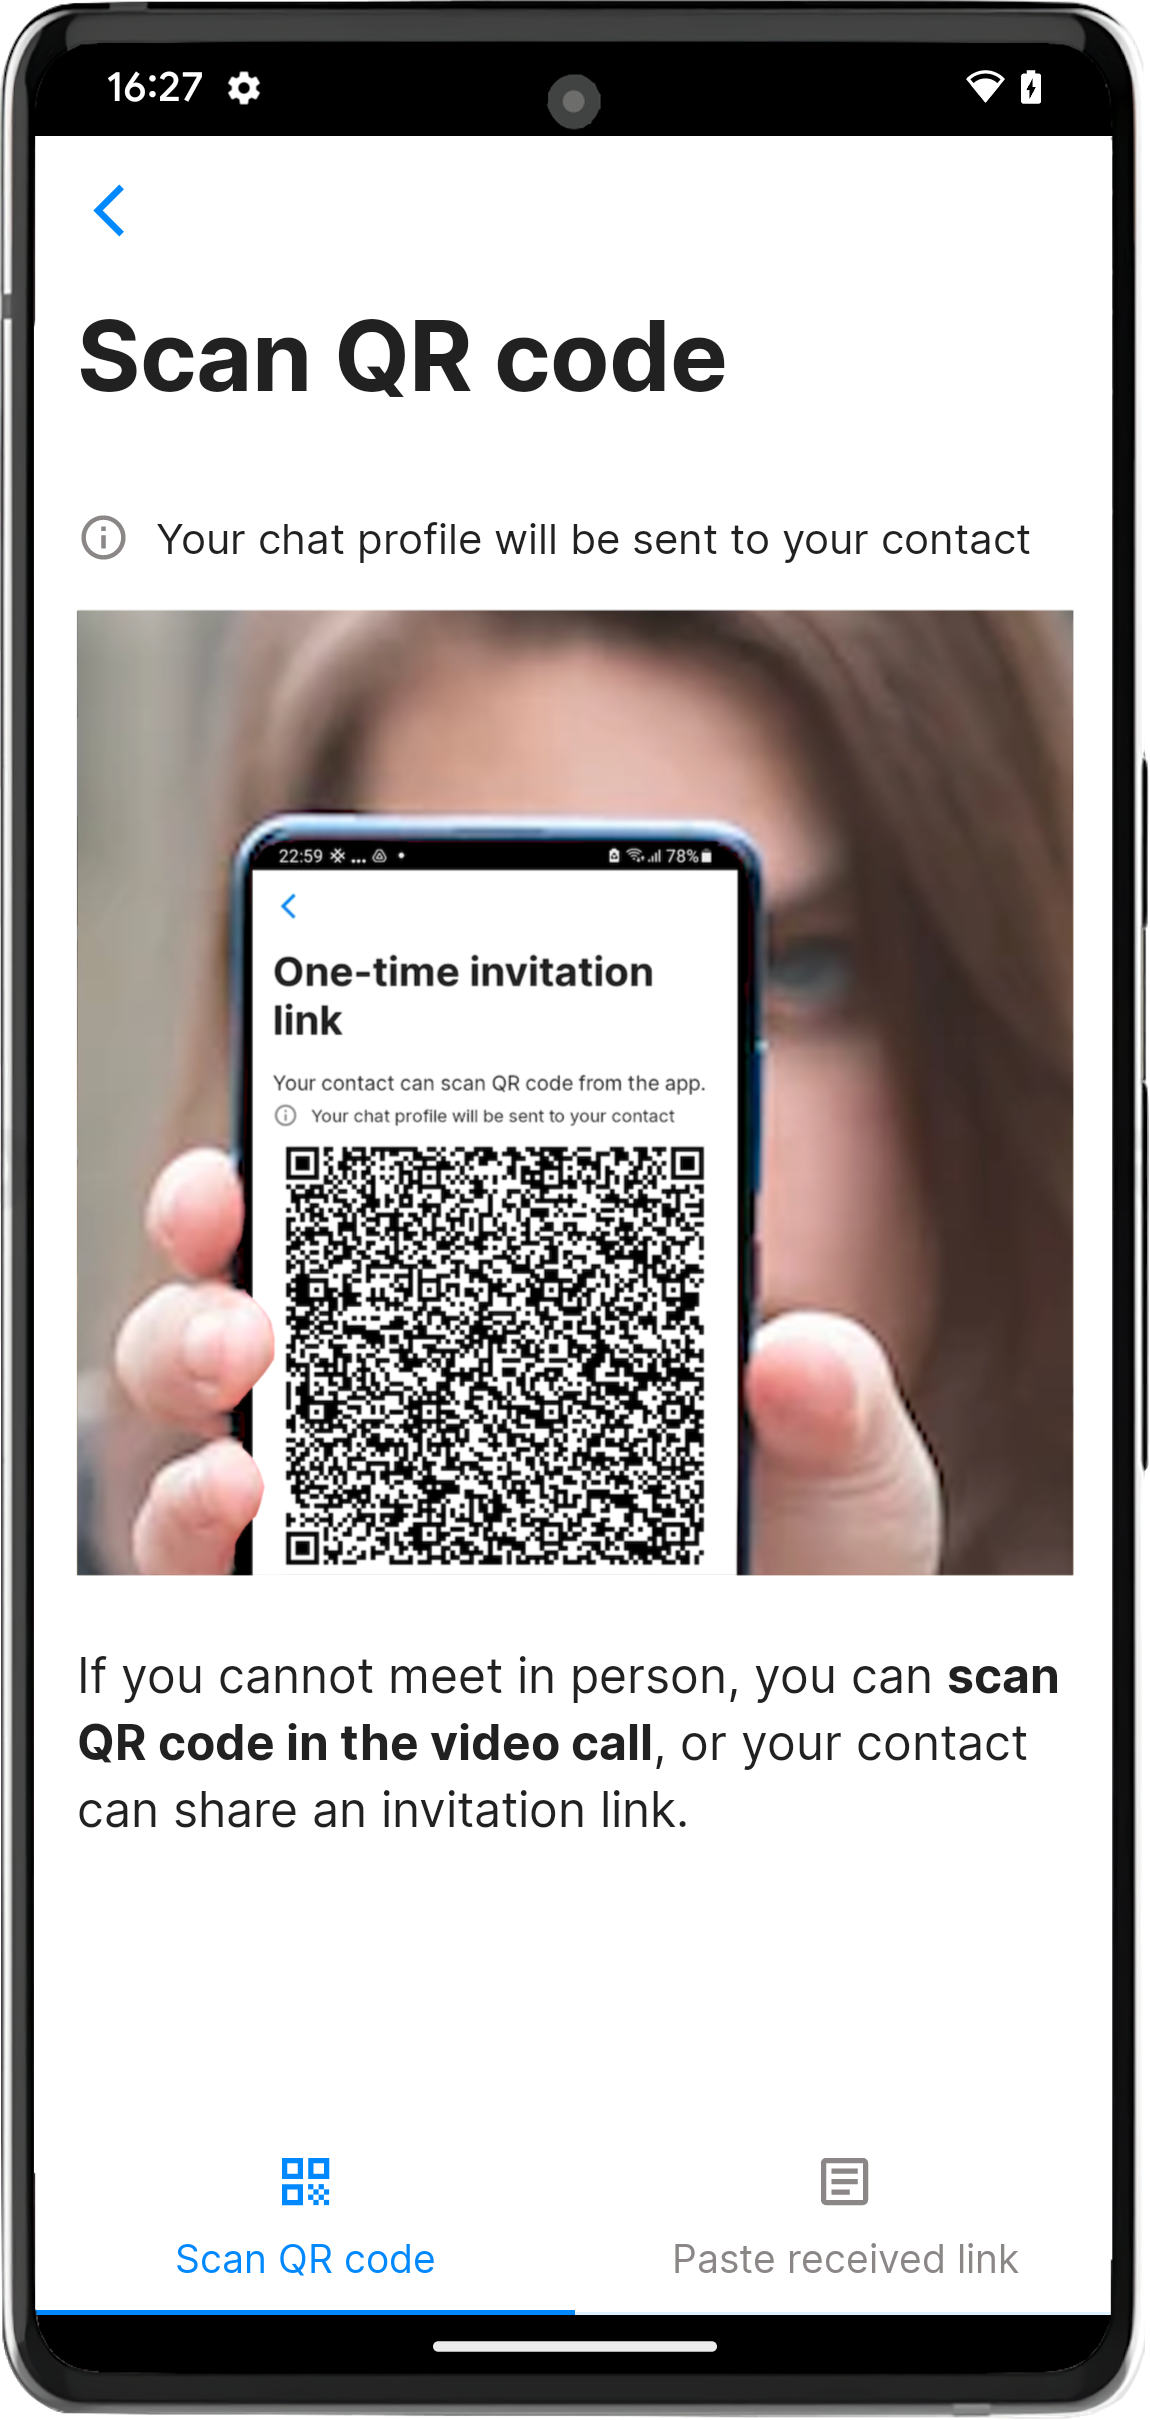 16:27
Scan QR code
Your chat profile will be sent to your contact
22:59 ... 78%
One-time invitation
link
Your contact can scan QR code from the app.
Your chat profile will be sent to your contact
If you cannot meet in person, you can scan
QR code in the video call, or your contact
can share an invitation link.
Scan QR code
Paste received link